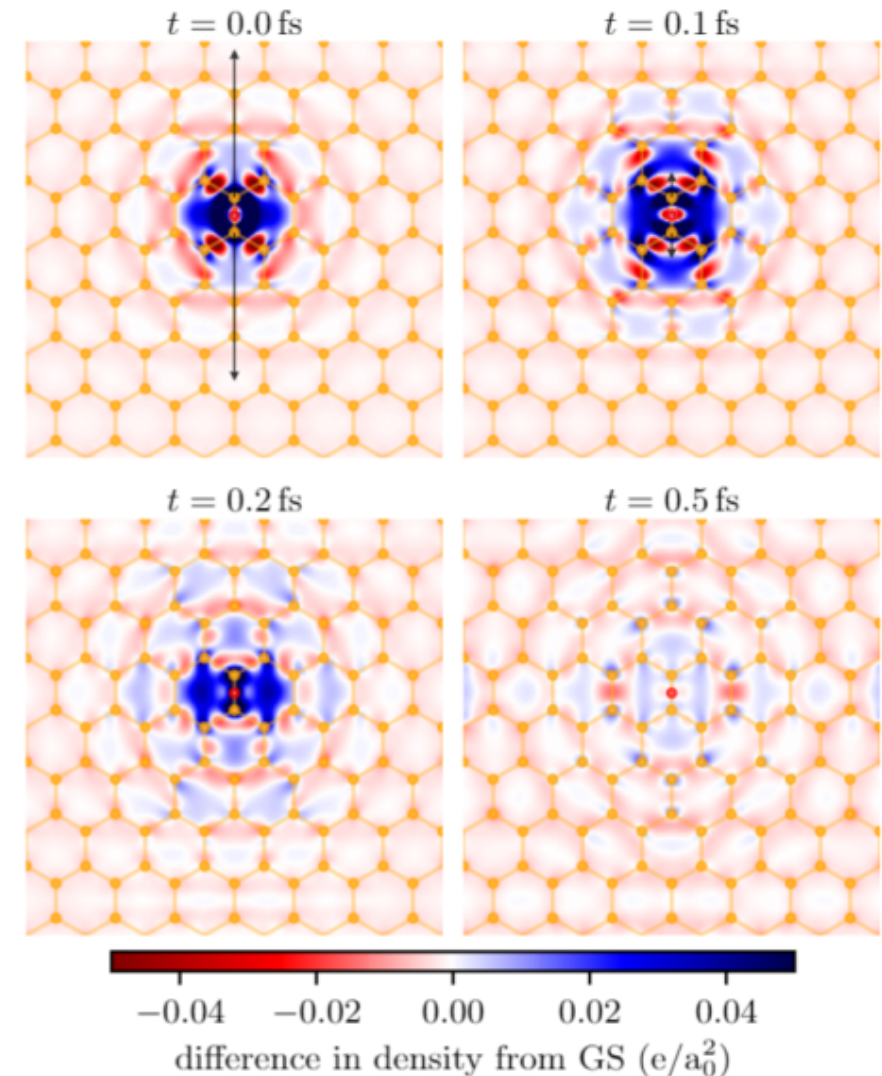 t = 0.0 fs
t = 0.1 fs
t = 0.2 fs
t = 0.5 fs
−0.04 −0.02 0.00 0.02 0.04
difference in density from GS (e/a₀²)